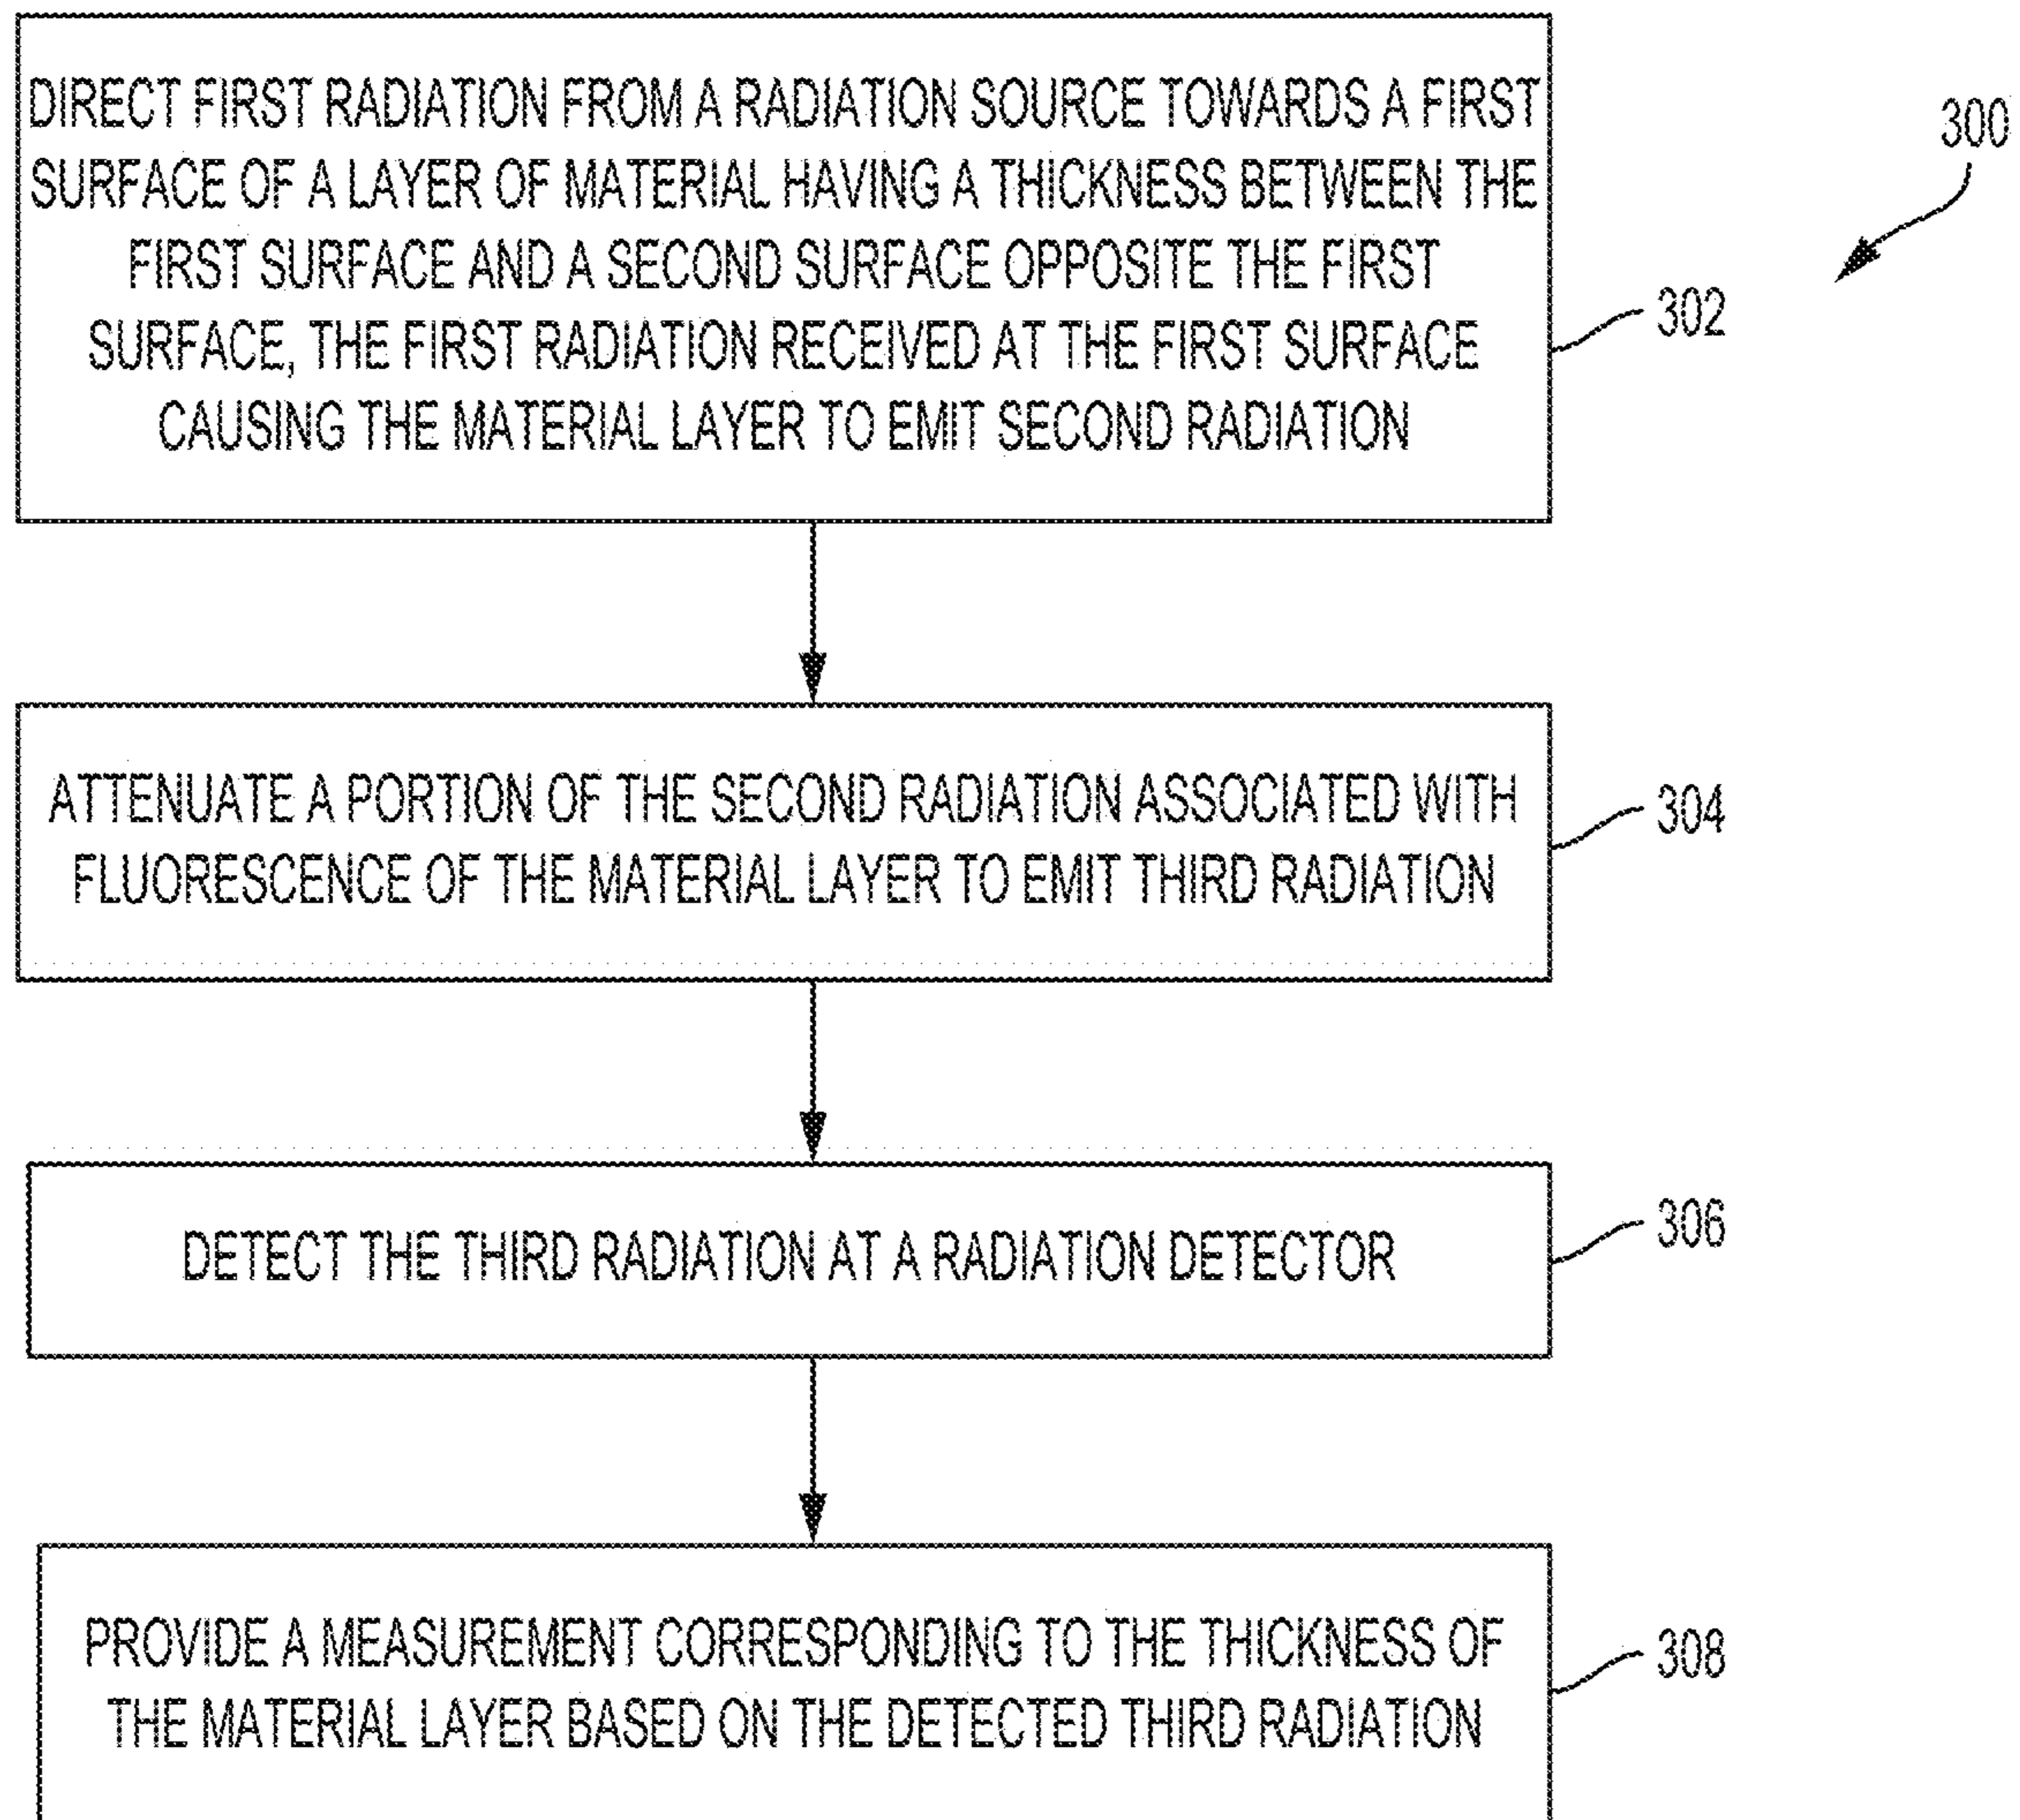 DIRECT FIRST RADIATION FROM A RADIATION SOURCE TOWARDS A FIRST
SURFACE OF A LAYER OF MATERIAL HAVING A THICKNESS BETWEEN THE
FIRST SURFACE AND A SECOND SURFACE OPPOSITE THE FIRST
SURFACE, THE FIRST RADIATION RECEIVED AT THE FIRST SURFACE
CAUSING THE MATERIAL LAYER TO EMIT SECOND RADIATION
300
302
ATTENUATE A PORTION OF THE SECOND RADIATION ASSOCIATED WITH
FLUORESCENCE OF THE MATERIAL LAYER TO EMIT THIRD RADIATION
304
DETECT THE THIRD RADIATION AT A RADIATION DETECTOR
306
PROVIDE A MEASUREMENT CORRESPONDING TO THE THICKNESS OF
THE MATERIAL LAYER BASED ON THE DETECTED THIRD RADIATION
308